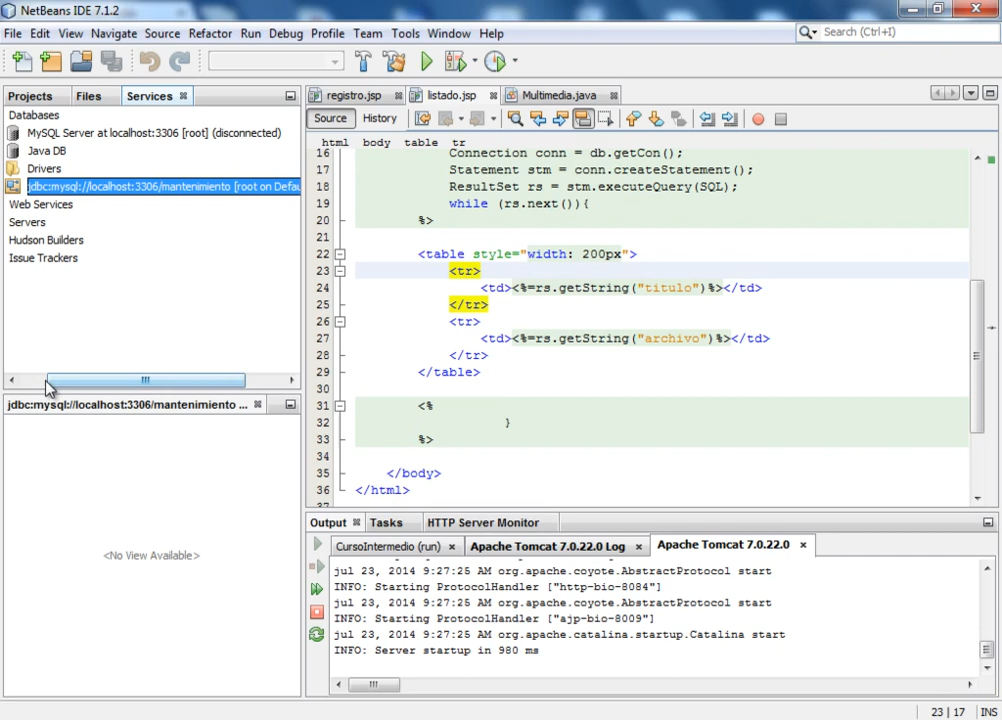 NetBeans IDE 7.1.2
File Edit View Navigate Source Refactor Run Debug Profile Team Tools Window Help
Search (Ctrl+I)
Projects Files Services
Databases
MySQL Server at localhost:3306 [root] (disconnected)
Java DB
Drivers
jdbc:mysql://localhost:3306/mantenimiento [root on Defau
Web Services
Servers
Hudson Builders
Issue Trackers
jdbc:mysql://localhost:3306/mantenimiento ...
<No View Available>
registro.jsp listado.jsp Multimedia.java
Source History
html body table tr
16 Connection conn = db.getCon();
17 Statement stm = conn.createStatement();
18 ResultSet rs = stm.executeQuery(SQL);
19 while (rs.next()){
20 %>
21
22 <table style="width: 200px">
23 <tr>
24 <td><%=rs.getString("titulo")%></td>
25 </tr>
26 <tr>
27 <td><%=rs.getString("archivo")%></td>
28 </tr>
29 </table>
30
31 <%
32 }
33 %>
34
35 </body>
36 </html>
37
Output Tasks HTTP Server Monitor
CursoIntermedio (run) Apache Tomcat 7.0.22.0 Log Apache Tomcat 7.0.22.0
jul 23, 2014 9:27:25 AM org.apache.coyote.AbstractProtocol start
INFO: Starting ProtocolHandler ["http-bio-8084"]
jul 23, 2014 9:27:25 AM org.apache.coyote.AbstractProtocol start
INFO: Starting ProtocolHandler ["ajp-bio-8009"]
jul 23, 2014 9:27:25 AM org.apache.catalina.startup.Catalina start
INFO: Server startup in 980 ms
23 | 17 INS